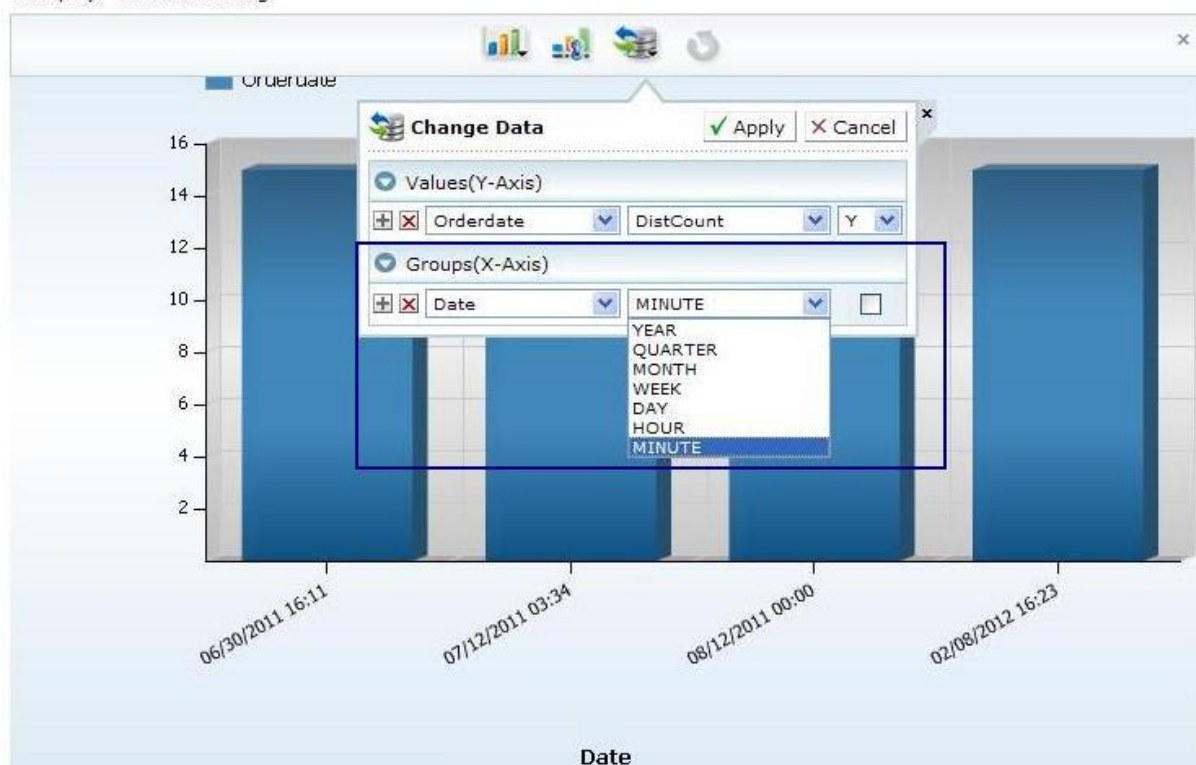 Orderdate
Change Data
Apply
Cancel
Values(Y-Axis)
Orderdate DistCount Y
Groups(X-Axis)
Date MINUTE
YEAR
QUARTER
MONTH
WEEK
DAY
HOUR
MINUTE
16
14
12
10
8
6
4
2
06/30/2011 16:11
07/12/2011 03:34
08/12/2011 00:00
02/08/2012 16:23
Date